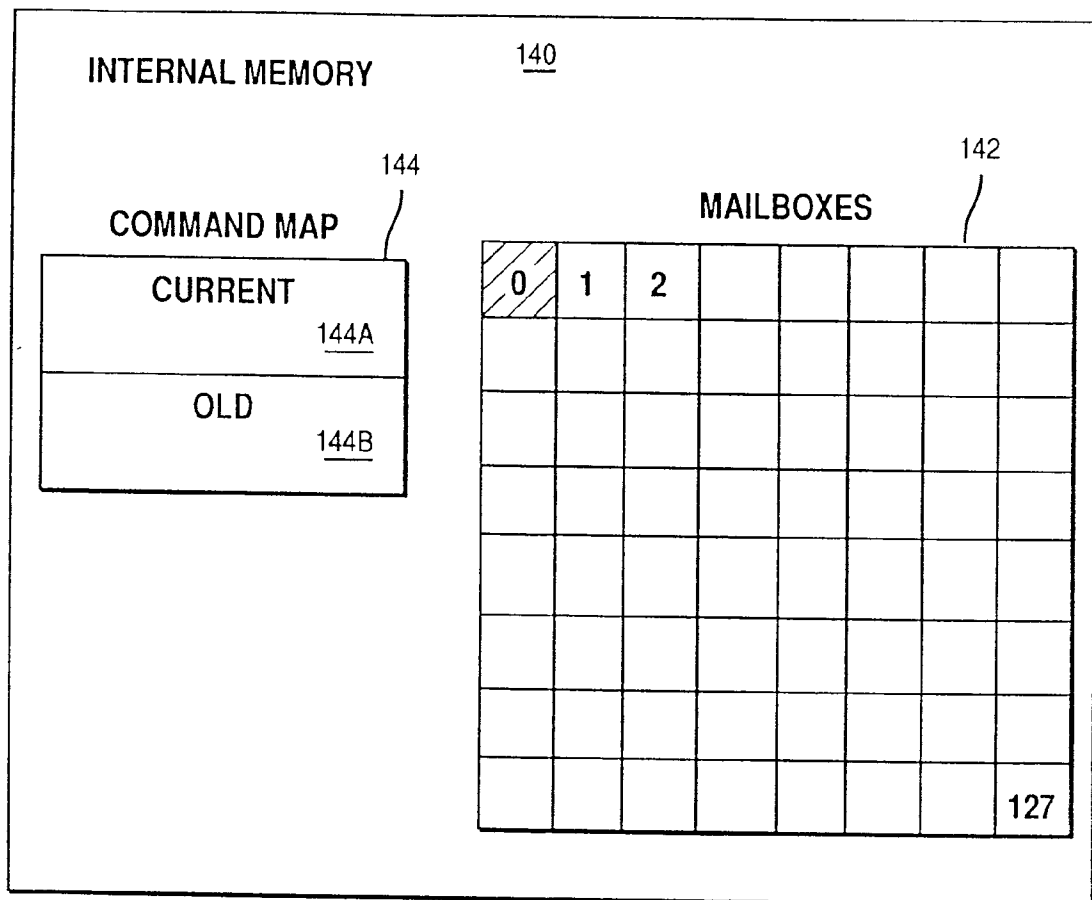 INTERNAL MEMORY
140
144
COMMAND MAP
CURRENT
144A
OLD
144B
142
MAILBOXES
0 1 2
127